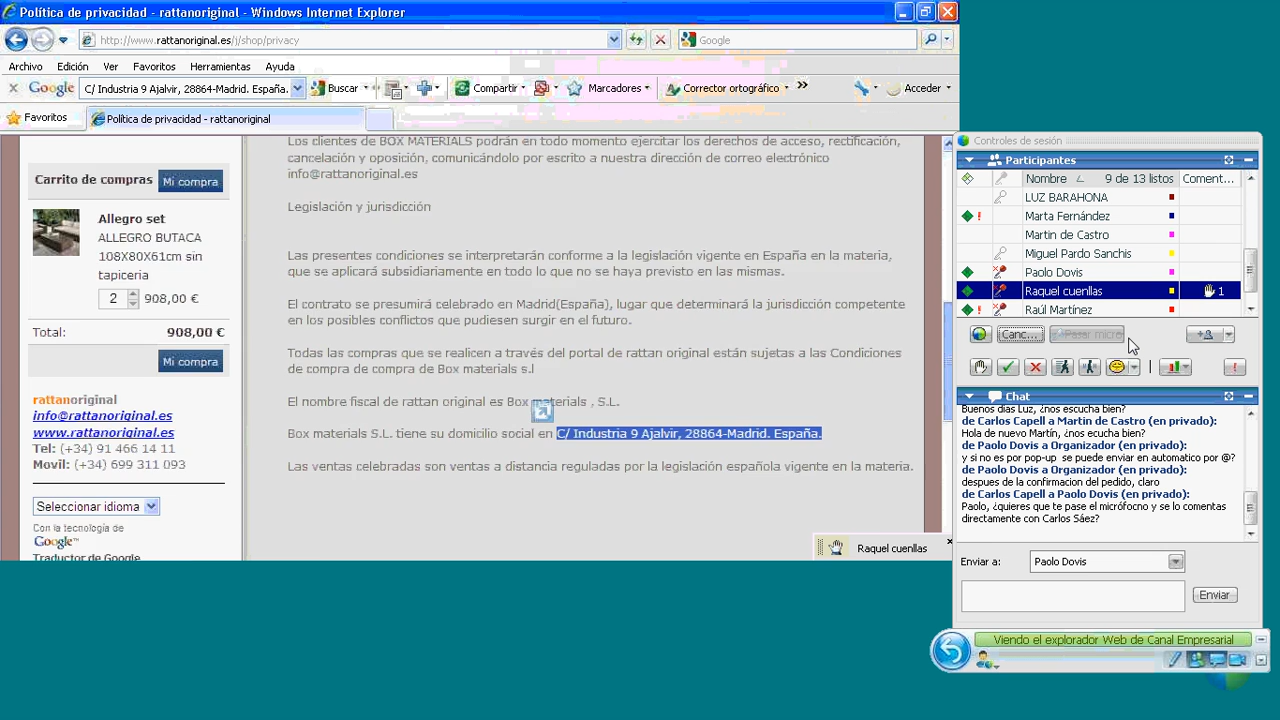 Política de privacidad - rattanoriginal - Windows Internet Explorer
http://www.rattanoriginal.es/j/shop/privacy
Google
Archivo Edición Ver Favoritos Herramientas Ayuda
Google C/ Industria 9 Ajalvir, 28864-Madrid. España. Buscar Compartir Marcadores Corrector ortográfico Acceder
Favoritos Política de privacidad - rattanoriginal
Carrito de compras Mi compra
Allegro set
ALLEGRO BUTACA
108X80X61cm sin
tapiceria
2 908,00 €
Total: 908,00 €
Mi compra
rattanoriginal
info@rattanoriginal.es
www.rattanoriginal.es
Tel: (+34) 91 466 14 11
Movil: (+34) 699 311 093
Seleccionar idioma
Con la tecnología de
Google™
Traductor de Google
Los clientes de BOX MATERIALS podrán en todo momento ejercitar los derechos de acceso, rectificación,
cancelación y oposición, comunicándolo por escrito a nuestra dirección de correo electrónico
info@rattanoriginal.es
Legislación y jurisdicción
Las presentes condiciones se interpretarán conforme a la legislación vigente en España en la materia,
que se aplicará subsidiariamente en todo lo que no se haya previsto en las mismas.
El contrato se presumirá celebrado en Madrid(España), lugar que determinará la jurisdicción competente
en los posibles conflictos que pudiesen surgir en el futuro.
Todas las compras que se realicen a través del portal de rattan original están sujetas a las Condiciones
de compra de compra de Box materials s.l
El nombre fiscal de rattan original es Box materials , S.L.
Box materials S.L. tiene su domicilio social en C/ Industria 9 Ajalvir, 28864-Madrid. España.
Las ventas celebradas son ventas a distancia reguladas por la legislación española vigente en la materia.
Raquel cuenllas
Controles de sesión
Participantes
Nombre 9 de 13 listos Coment...
LUZ BARAHONA
Marta Fernández
Martin de Castro
Miguel Pardo Sanchis
Paolo Dovis
Raquel cuenllas 1
Raúl Martínez
Canc... Pasar micro
Chat
Buenos días Luz, ¿nos escucha bien?
de Carlos Capell a Martin de Castro (en privado):
Hola de nuevo Martín, ¿nos ecucha bien?
de Paolo Dovis a Organizador (en privado):
y si no es por pop-up se puede enviar en automatico por @?
de Paolo Dovis a Organizador (en privado):
despues de la confirmacion del pedido, claro
de Carlos Capell a Paolo Dovis (en privado):
Paolo, ¿quieres que te pase el micrófocno y se lo comentas
directamente con Carlos Sáez?
Enviar a: Paolo Dovis
Enviar
Viendo el explorador Web de Canal Empresarial